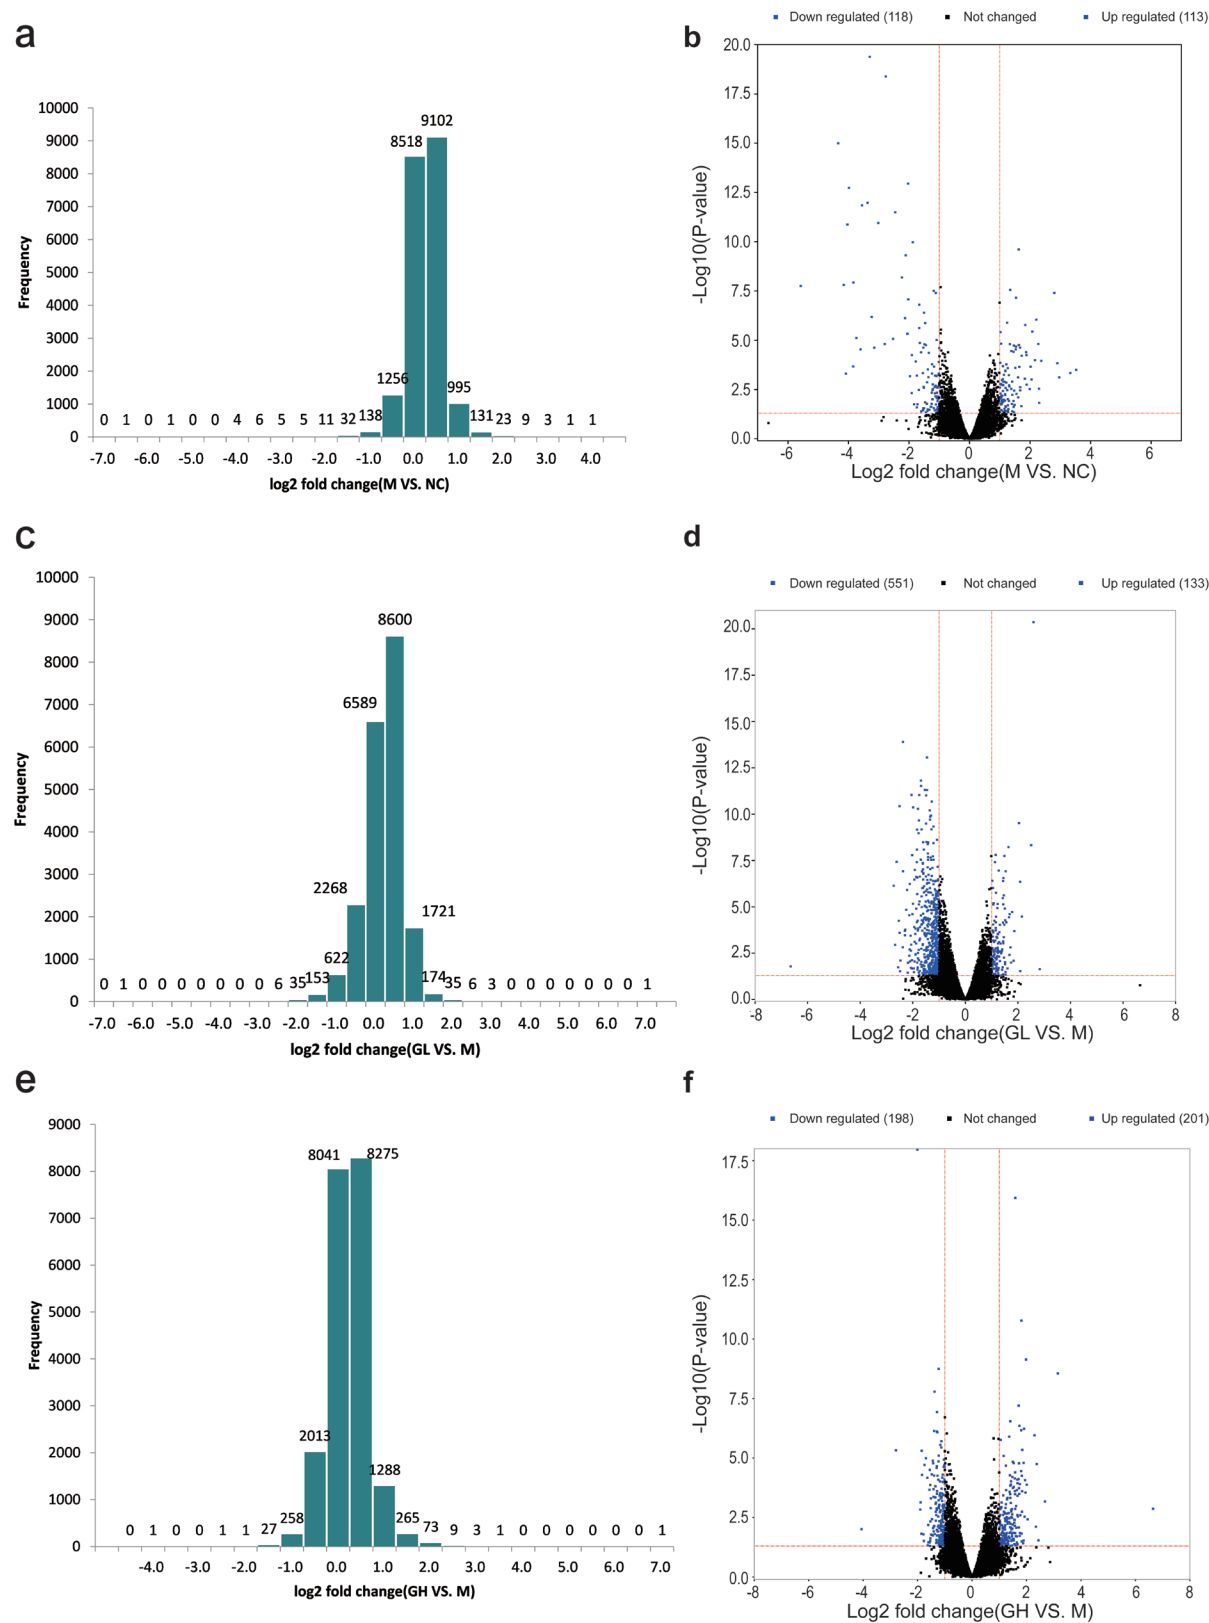 a
10000
9000
8000
7000
6000
5000
4000
3000
2000
1000
0
Frequency
0 1 0 1 0 0 4 6 5 5 11 32 138 1256 8518 9102 995 131 23 9 3 1 1
-7.0 -6.0 -5.0 -4.0 -3.0 -2.0 -1.0 0.0 1.0 2.0 3.0 4.0
log2 fold change(M VS. NC)
b
Down regulated (118) Not changed Up regulated (113)
20.0
17.5
15.0
12.5
10.0
7.5
5.0
2.5
0.0
-Log10(P-value)
-6 -4 -2 0 2 4 6
Log2 fold change(M VS. NC)
c
10000
9000
8000
7000
6000
5000
4000
3000
2000
1000
0
Frequency
0 1 0 0 0 0 0 0 0 6 35 153 622 2268 6589 8600 1721 174 35 6 3 0 0 0 0 0 0 0 1
-7.0 -6.0 -5.0 -4.0 -3.0 -2.0 -1.0 0.0 1.0 2.0 3.0 4.0 5.0 6.0 7.0
log2 fold change(GL VS. M)
d
Down regulated (551) Not changed Up regulated (133)
20.0
17.5
15.0
12.5
10.0
7.5
5.0
2.5
0.0
-Log10(P-value)
-8 -6 -4 -2 0 2 4 6 8
Log2 fold change(GL VS. M)
e
9000
8000
7000
6000
5000
4000
3000
2000
1000
0
Frequency
0 1 0 0 1 1 27 258 2013 8041 8275 1288 265 73 9 3 1 0 0 0 0 0 0 1
-4.0 -3.0 -2.0 -1.0 0.0 1.0 2.0 3.0 4.0 5.0 6.0 7.0
log2 fold change(GH VS. M)
f
Down regulated (198) Not changed Up regulated (201)
17.5
15.0
12.5
10.0
7.5
5.0
2.5
0.0
-Log10(P-value)
-8 -6 -4 -2 0 2 4 6 8
Log2 fold change(GH VS. M)